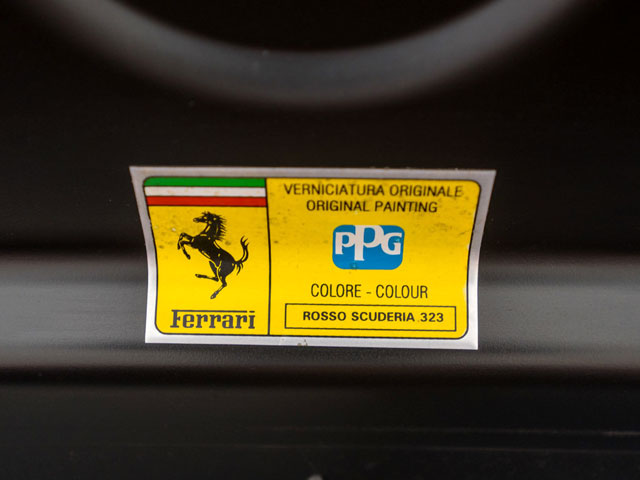 VERNICIATURA ORIGINALE
ORIGINAL PAINTING
PPG
COLORE - COLOUR
ROSSO SCUDERIA 323
Ferrari